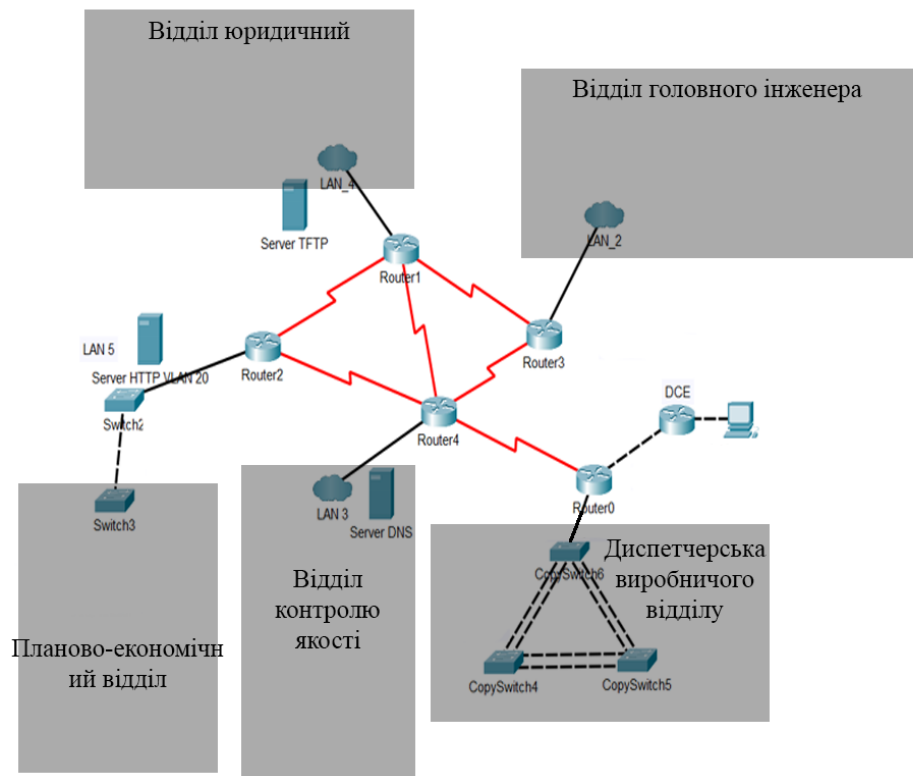 Відділ юридичний
Відділ головного інженера
LAN_4
Server TFTP
LAN_2
Router1
Router3
LAN 5
Server HTTP VLAN 20
Router2
DCE
Switch2
Router4
Router0
Switch3
LAN 3
Server DNS
CopySwitch6
Диспетчерська
виробничого
відділу
Відділ
контролю
якості
Планово-економічн
ий відділ
CopySwitch4
CopySwitch5